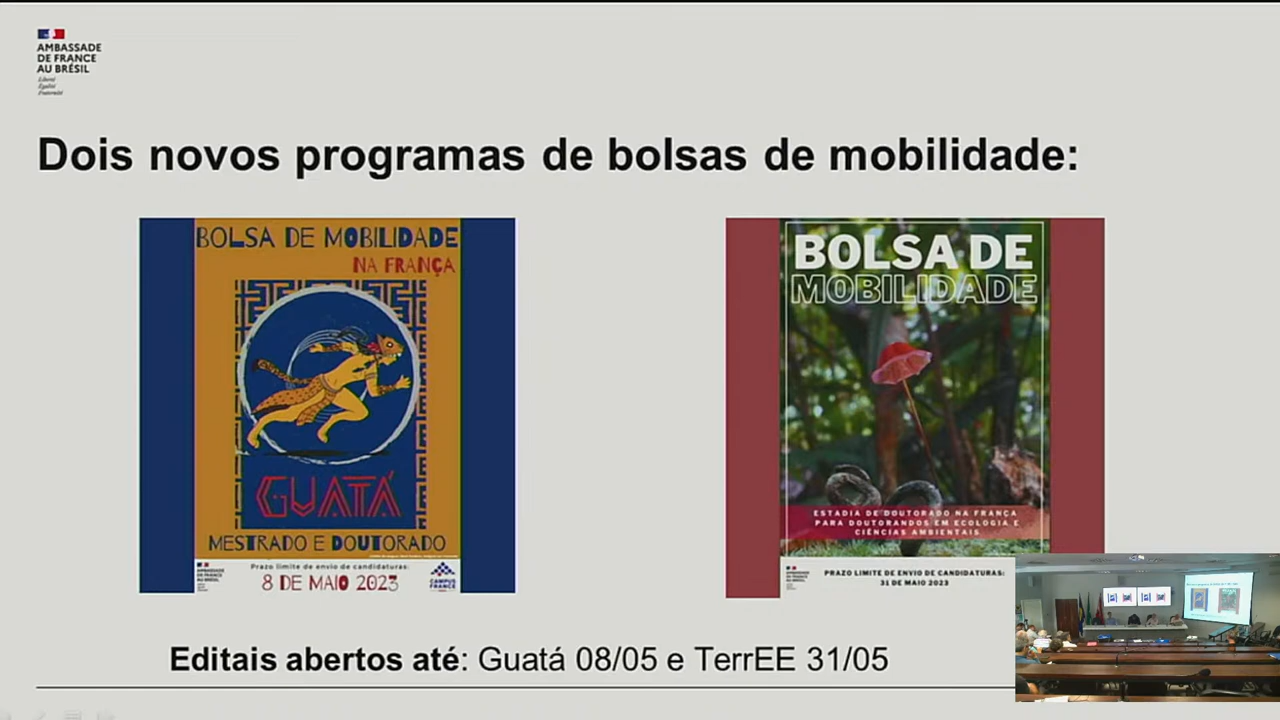 AMBASSADE
DE FRANCE
AU BRÉSIL
Liberté
Égalité
Fraternité
Dois novos programas de bolsas de mobilidade:
BOLSA DE MOBILIDADE
NA FRANÇA
GUATÁ
MESTRADO E DOUTORADO
Prazo limite de envio de candidaturas:
8 DE MAIO 2023
CAMPUS
FRANCE
BOLSA DE
MOBILIDADE
ESTADIA DE DOUTORADO NA FRANÇA
PARA DOUTORANDOS EM ECOLOGIA E
CIÊNCIAS AMBIENTAIS
PRAZO LIMITE DE ENVIO DE CANDIDATURAS:
31 DE MAIO 2023
Editais abertos até: Guatá 08/05 e TerrEE 31/05